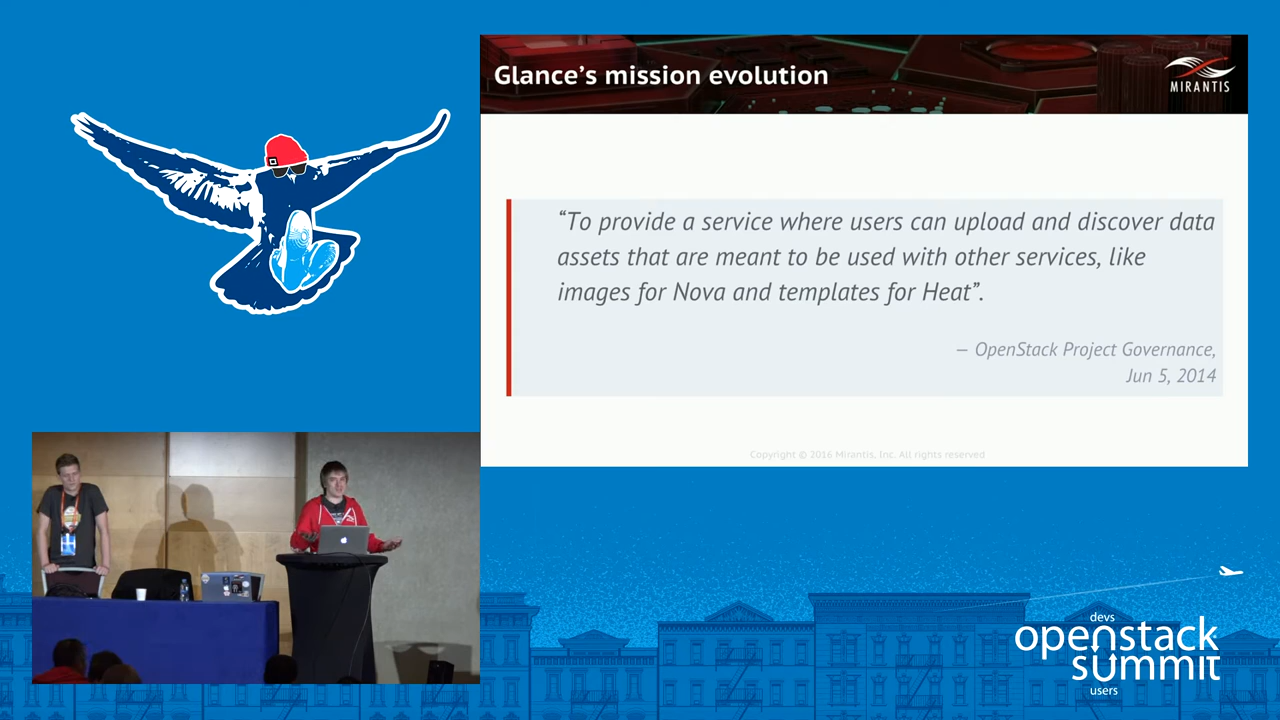 Glance’s mission evolution
MIRANTIS
“To provide a service where users can upload and discover data
assets that are meant to be used with other services, like
images for Nova and templates for Heat”.
— OpenStack Project Governance,
Jun 5, 2014
Copyright © 2016 Mirantis, Inc. All rights reserved
devs
openstack
summit
users